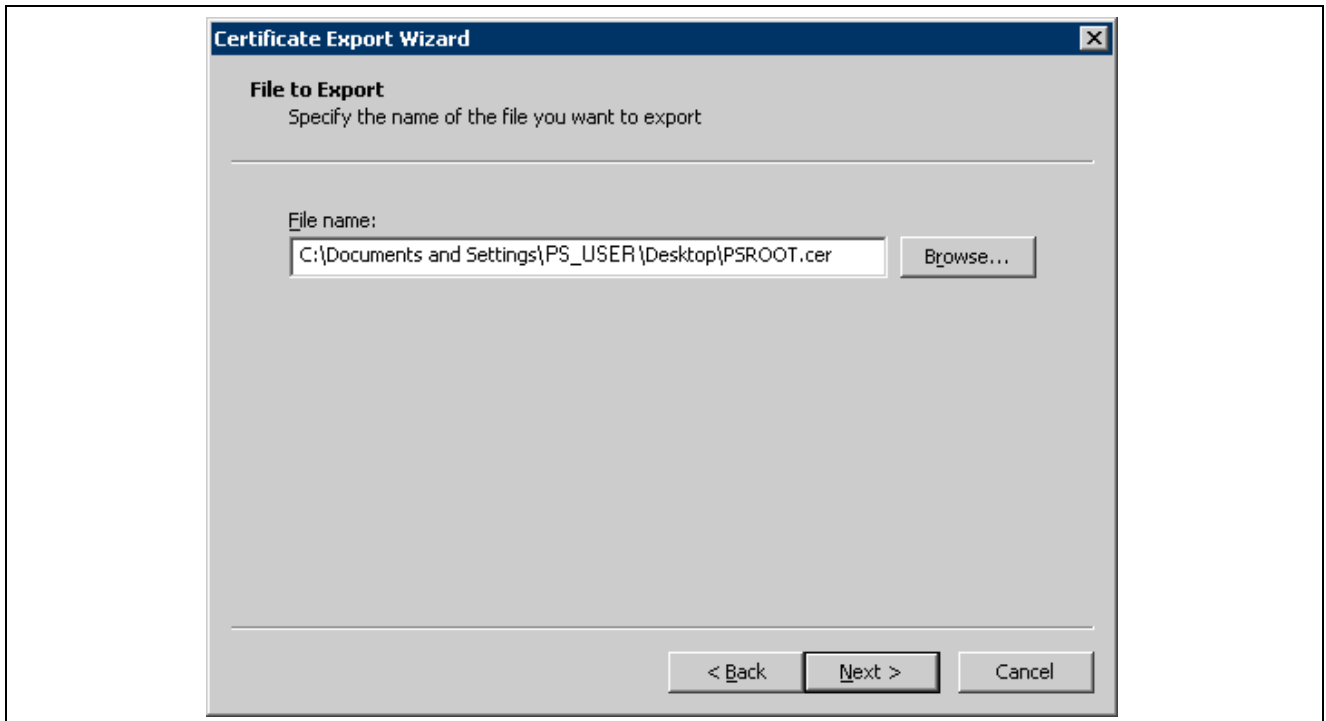 Certificate Export Wizard
File to Export
Specify the name of the file you want to export
File name:
C:\Documents and Settings\PS_USER\Desktop\PSROOT.cer
Browse...
< Back
Next >
Cancel